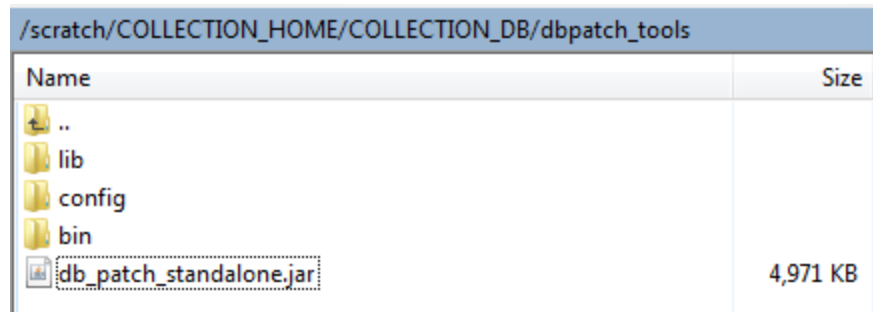 /scratch/COLLECTION_HOME/COLLECTION_DB/dbpatch_tools
Name Size
..
lib
config
bin
db_patch_standalone.jar 4,971 KB